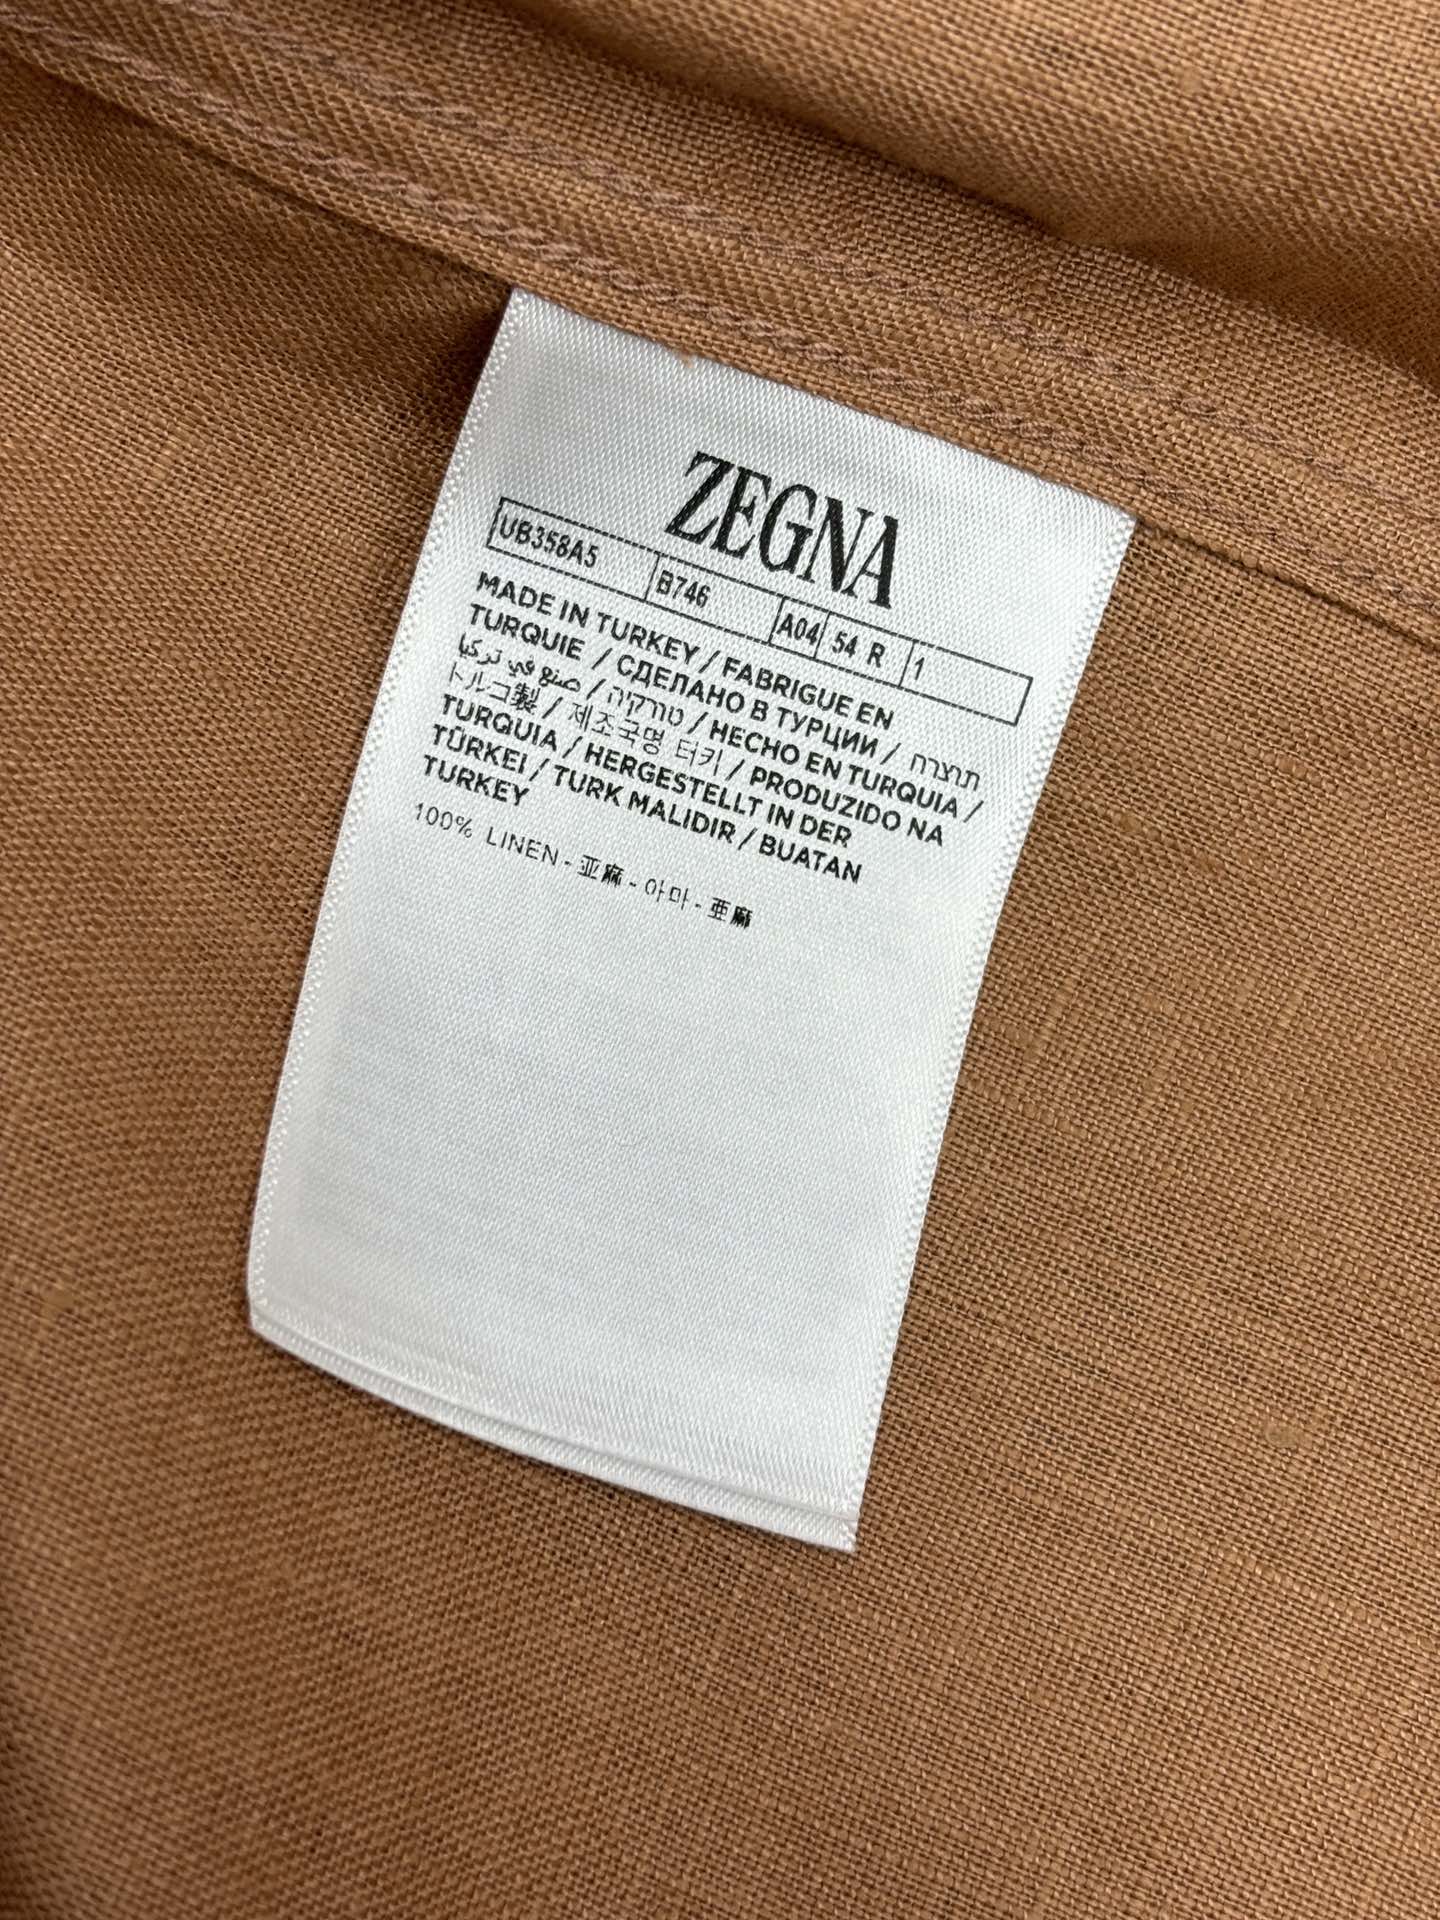 ZEGNA
UB358A5 B746 A04 54 R 1
MADE IN TURKEY / FABRIGUE EN
TURQUIE / СДЕЛАНО В ТУРЦИИ / תוצרת
טורקיה / صنع في تركيا / HECHO EN TURQUIA /
トルコ製 / 제조국명 터키 / PRODUZIDO NA
TURQUIA / HERGESTELLT IN DER
TÜRKEI / TURK MALIDIR / BUATAN
TURKEY
100% LINEN - 亚麻 - 아마 - 亜麻